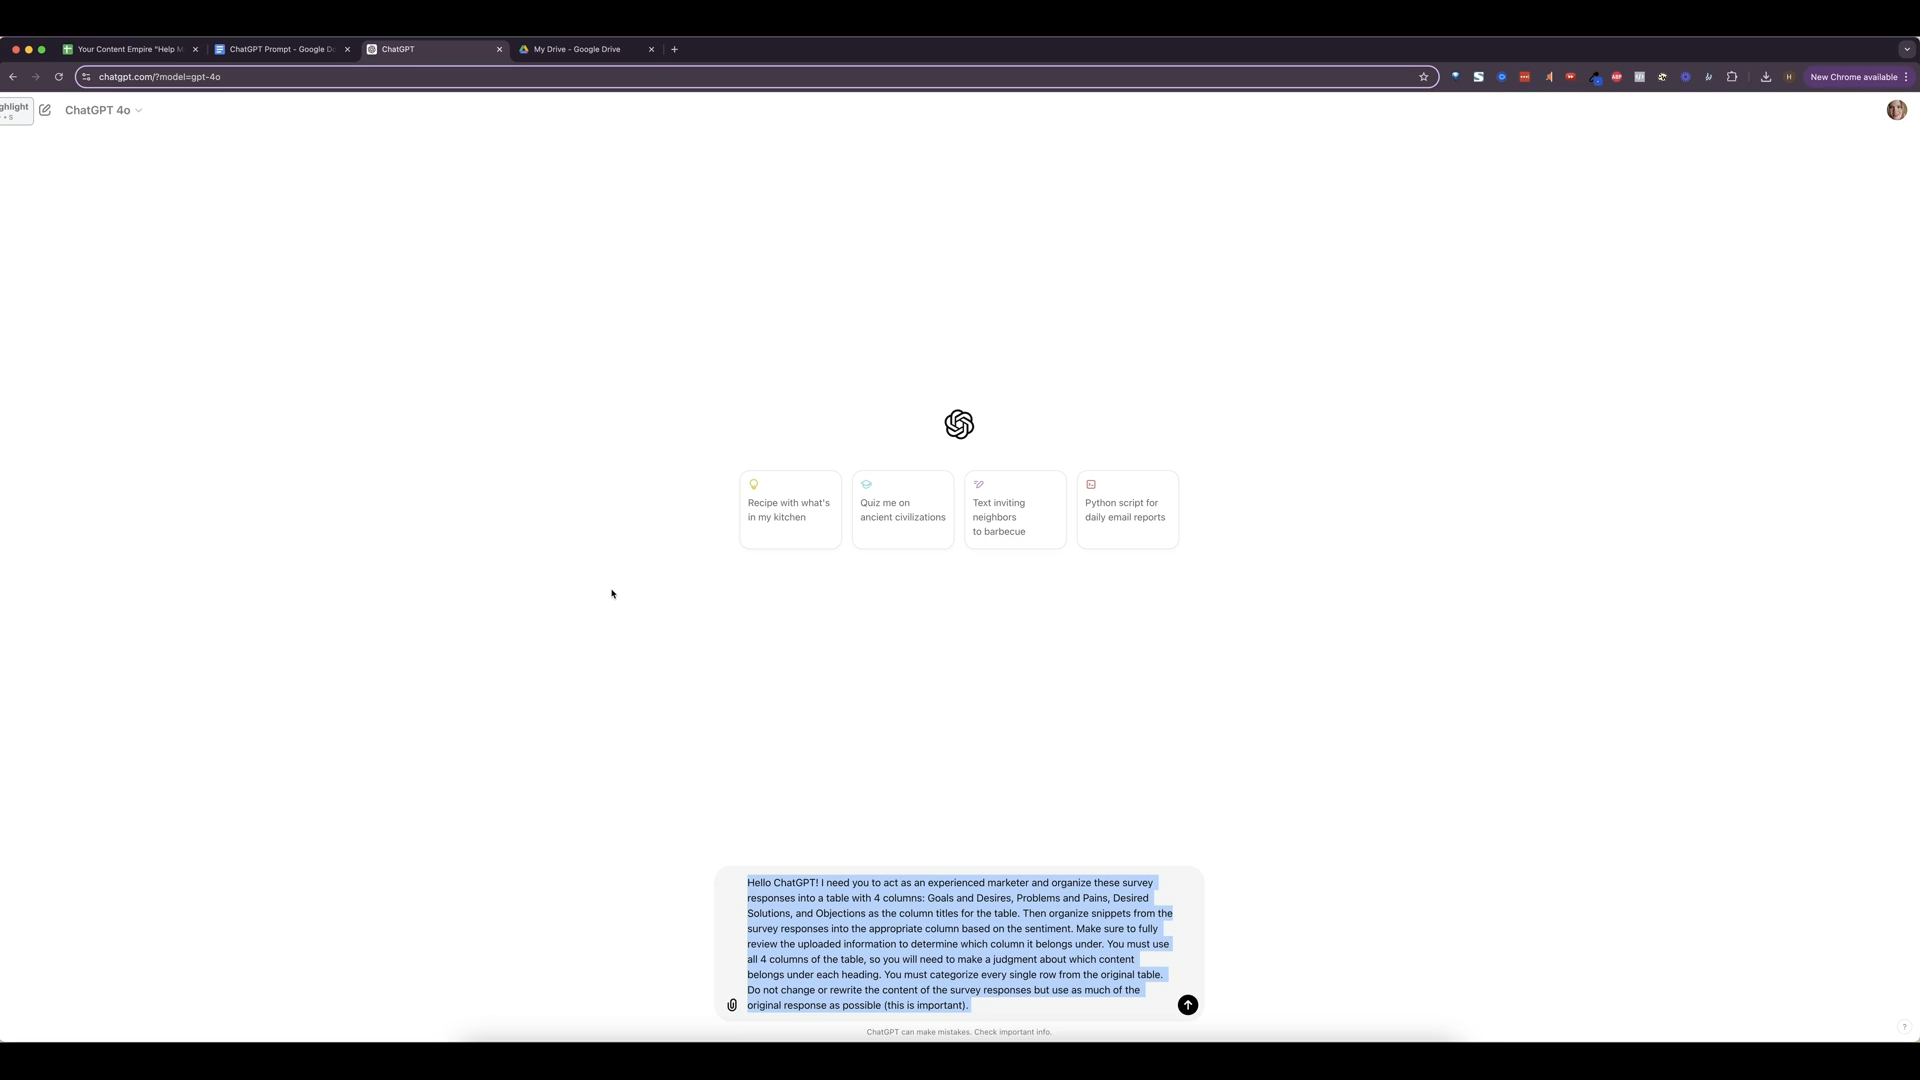 Your Content Empire "Help M
ChatGPT Prompt - Google Do
ChatGPT
My Drive - Google Drive
chatgpt.com/?model=gpt-4o
New Chrome available
ghlight
+ S
ChatGPT 4o
Recipe with what's
in my kitchen
Quiz me on
ancient civilizations
Text inviting
neighbors
to barbecue
Python script for
daily email reports
Hello ChatGPT! I need you to act as an experienced marketer and organize these survey
responses into a table with 4 columns: Goals and Desires, Problems and Pains, Desired
Solutions, and Objections as the column titles for the table. Then organize snippets from the
survey responses into the appropriate column based on the sentiment. Make sure to fully
review the uploaded information to determine which column it belongs under. You must use
all 4 columns of the table, so you will need to make a judgment about which content
belongs under each heading. You must categorize every single row from the original table.
Do not change or rewrite the content of the survey responses but use as much of the
original response as possible (this is important).
ChatGPT can make mistakes. Check important info.
?